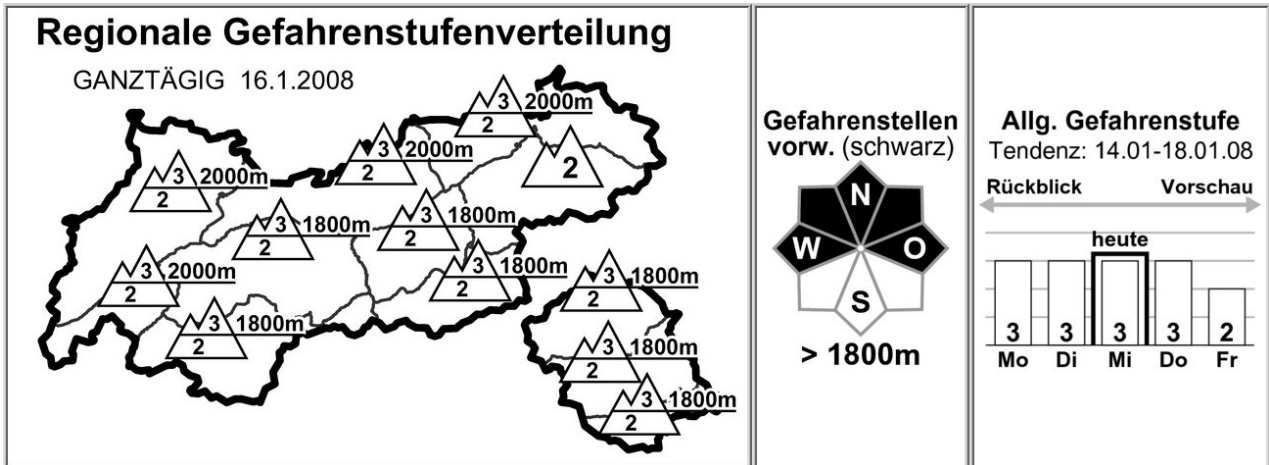 Regionale Gefahrenstufenverteilung
GANZTÄGIG 16.1.2008
3 2000m
2
2
3 2000m
2
3 2000m
2
3 1800m
2
3 1800m
2
3 2000m
2
3 1800m
2
3 1800m
2
3 1800m
2
3 1800m
2
3 1800m
2
Gefahrenstellen
vorw. (schwarz)
N
W O
S
> 1800m
Allg. Gefahrenstufe
Tendenz: 14.01-18.01.08
Rückblick Vorschau
heute
3 3 3 3 2
Mo Di Mi Do Fr